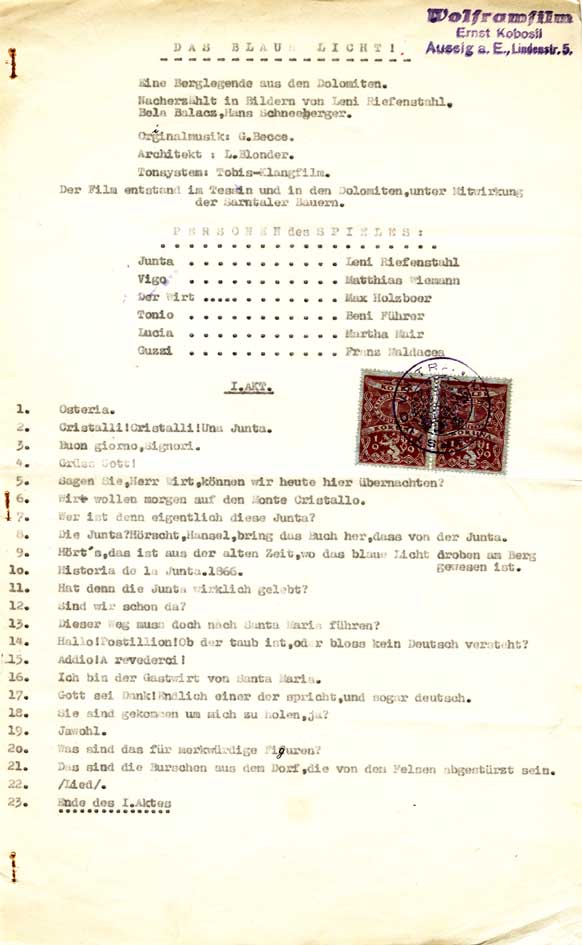 Wolframfilm
Ernst Kobosil
Aussig a. E., Lindenstr. 5.
DAS BLAUE LICHT!
Eine Berglegende aus den Dolomiten.
Nacherzählt in Bildern von Leni Riefenstahl,
Bela Balacz,Hans Schneeberger.
Orginalmusik: G.Becce.
Architekt : L.Blonder.
Tonsystem: Tobis-Klangfilm.
Der Film entstand im Tessin und in den Dolomiten,unter Mitwirkung
der Sarntaler Bauern.
PERSONEN des SPIELES:
Junta . . . . . . . . . . . Leni Riefenstahl
Vigo . . . . . . . . . . . Matthias Wiemann
Der Wirt ..... . . . . . . . Max Holzboer
Tonio . . . . . . . . . . . Beni Führer
Lucia . . . . . . . . . . . Martha Mair
Guzzi . . . . . . . . . . . Franz Maldacea
I.AKT.
1. Osteria.
2. Cristalli!Cristalli!Una Junta.
3. Buon giorno,Signori.
4. Grüss Gott!
5. Sagen Sie,Herr Wirt,können wir heute hier übernachten?
6. Wir wollen morgen auf den Monte Cristallo.
7. Wer ist denn eigentlich diese Junta?
8. Die Junta?Hörscht,Hansel,bring das Buch her,dass von der Junta.
9. Hört's,das ist aus der alten Zeit,wo das blaue Licht droben am Berg
gewesen ist.
lo. Historia de la Junta.1866.
11. Hat denn die Junta wirklich gelebt?
12. Sind wir schon da?
13. Dieser Weg muss doch nach Santa Maria führen?
14. Hallo!Postillion!Ob der taub ist,oder bloss kein Deutsch versteht?
15. Addio!A revederci!
16. Ich bin der Gastwirt von Santa Maria.
17. Gott sei Dank!Endlich einer der spricht,und sogar deutsch.
18. Sie sind gekommen um mich zu holen,ja?
19. Jawohl.
2o. Was sind das für merkwürdige Figuren?
21. Das sind die Burschen aus dem Dorf,die von den Felsen abgestürzt sein.
22. /Lied/.
23. Ende des I.Aktes